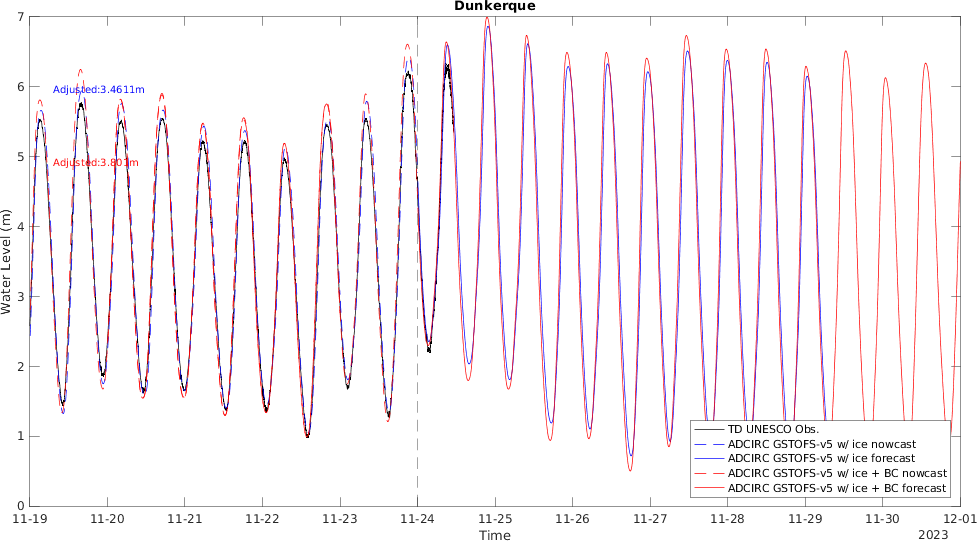 Dunkerque
7
6
5
4
3
2
1
0
Water Level (m)
Adjusted:3.4611m
Adjusted:3.801m
TD UNESCO Obs.
ADCIRC GSTOFS-v5 w/ ice nowcast
ADCIRC GSTOFS-v5 w/ ice forecast
ADCIRC GSTOFS-v5 w/ ice + BC nowcast
ADCIRC GSTOFS-v5 w/ ice + BC forecast
11-19 11-20 11-21 11-22 11-23 11-24 11-25 11-26 11-27 11-28 11-29 11-30 12-01
Time
2023